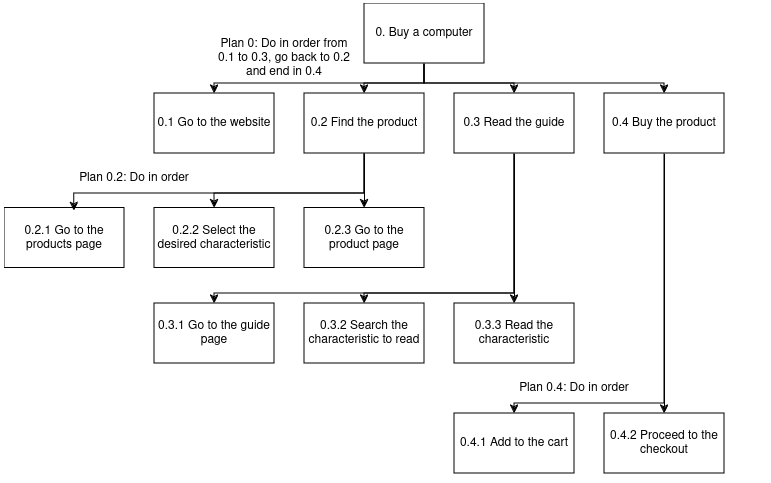 0. Buy a computer
Plan 0: Do in order from
0.1 to 0.3, go back to 0.2
and end in 0.4
0.1 Go to the website
0.2 Find the product
0.3 Read the guide
0.4 Buy the product
Plan 0.2: Do in order
0.2.1 Go to the
products page
0.2.2 Select the
desired characteristic
0.2.3 Go to the
product page
0.3.1 Go to the guide
page
0.3.2 Search the
characteristic to read
0.3.3 Read the
characteristic
Plan 0.4: Do in order
0.4.1 Add to the cart
0.4.2 Proceed to the
checkout